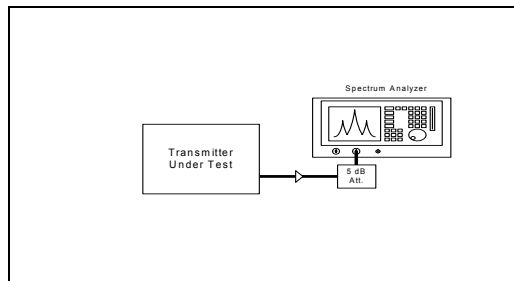 Spectrum Analyzer
Transmitter
Under Test
5 dB
Att.